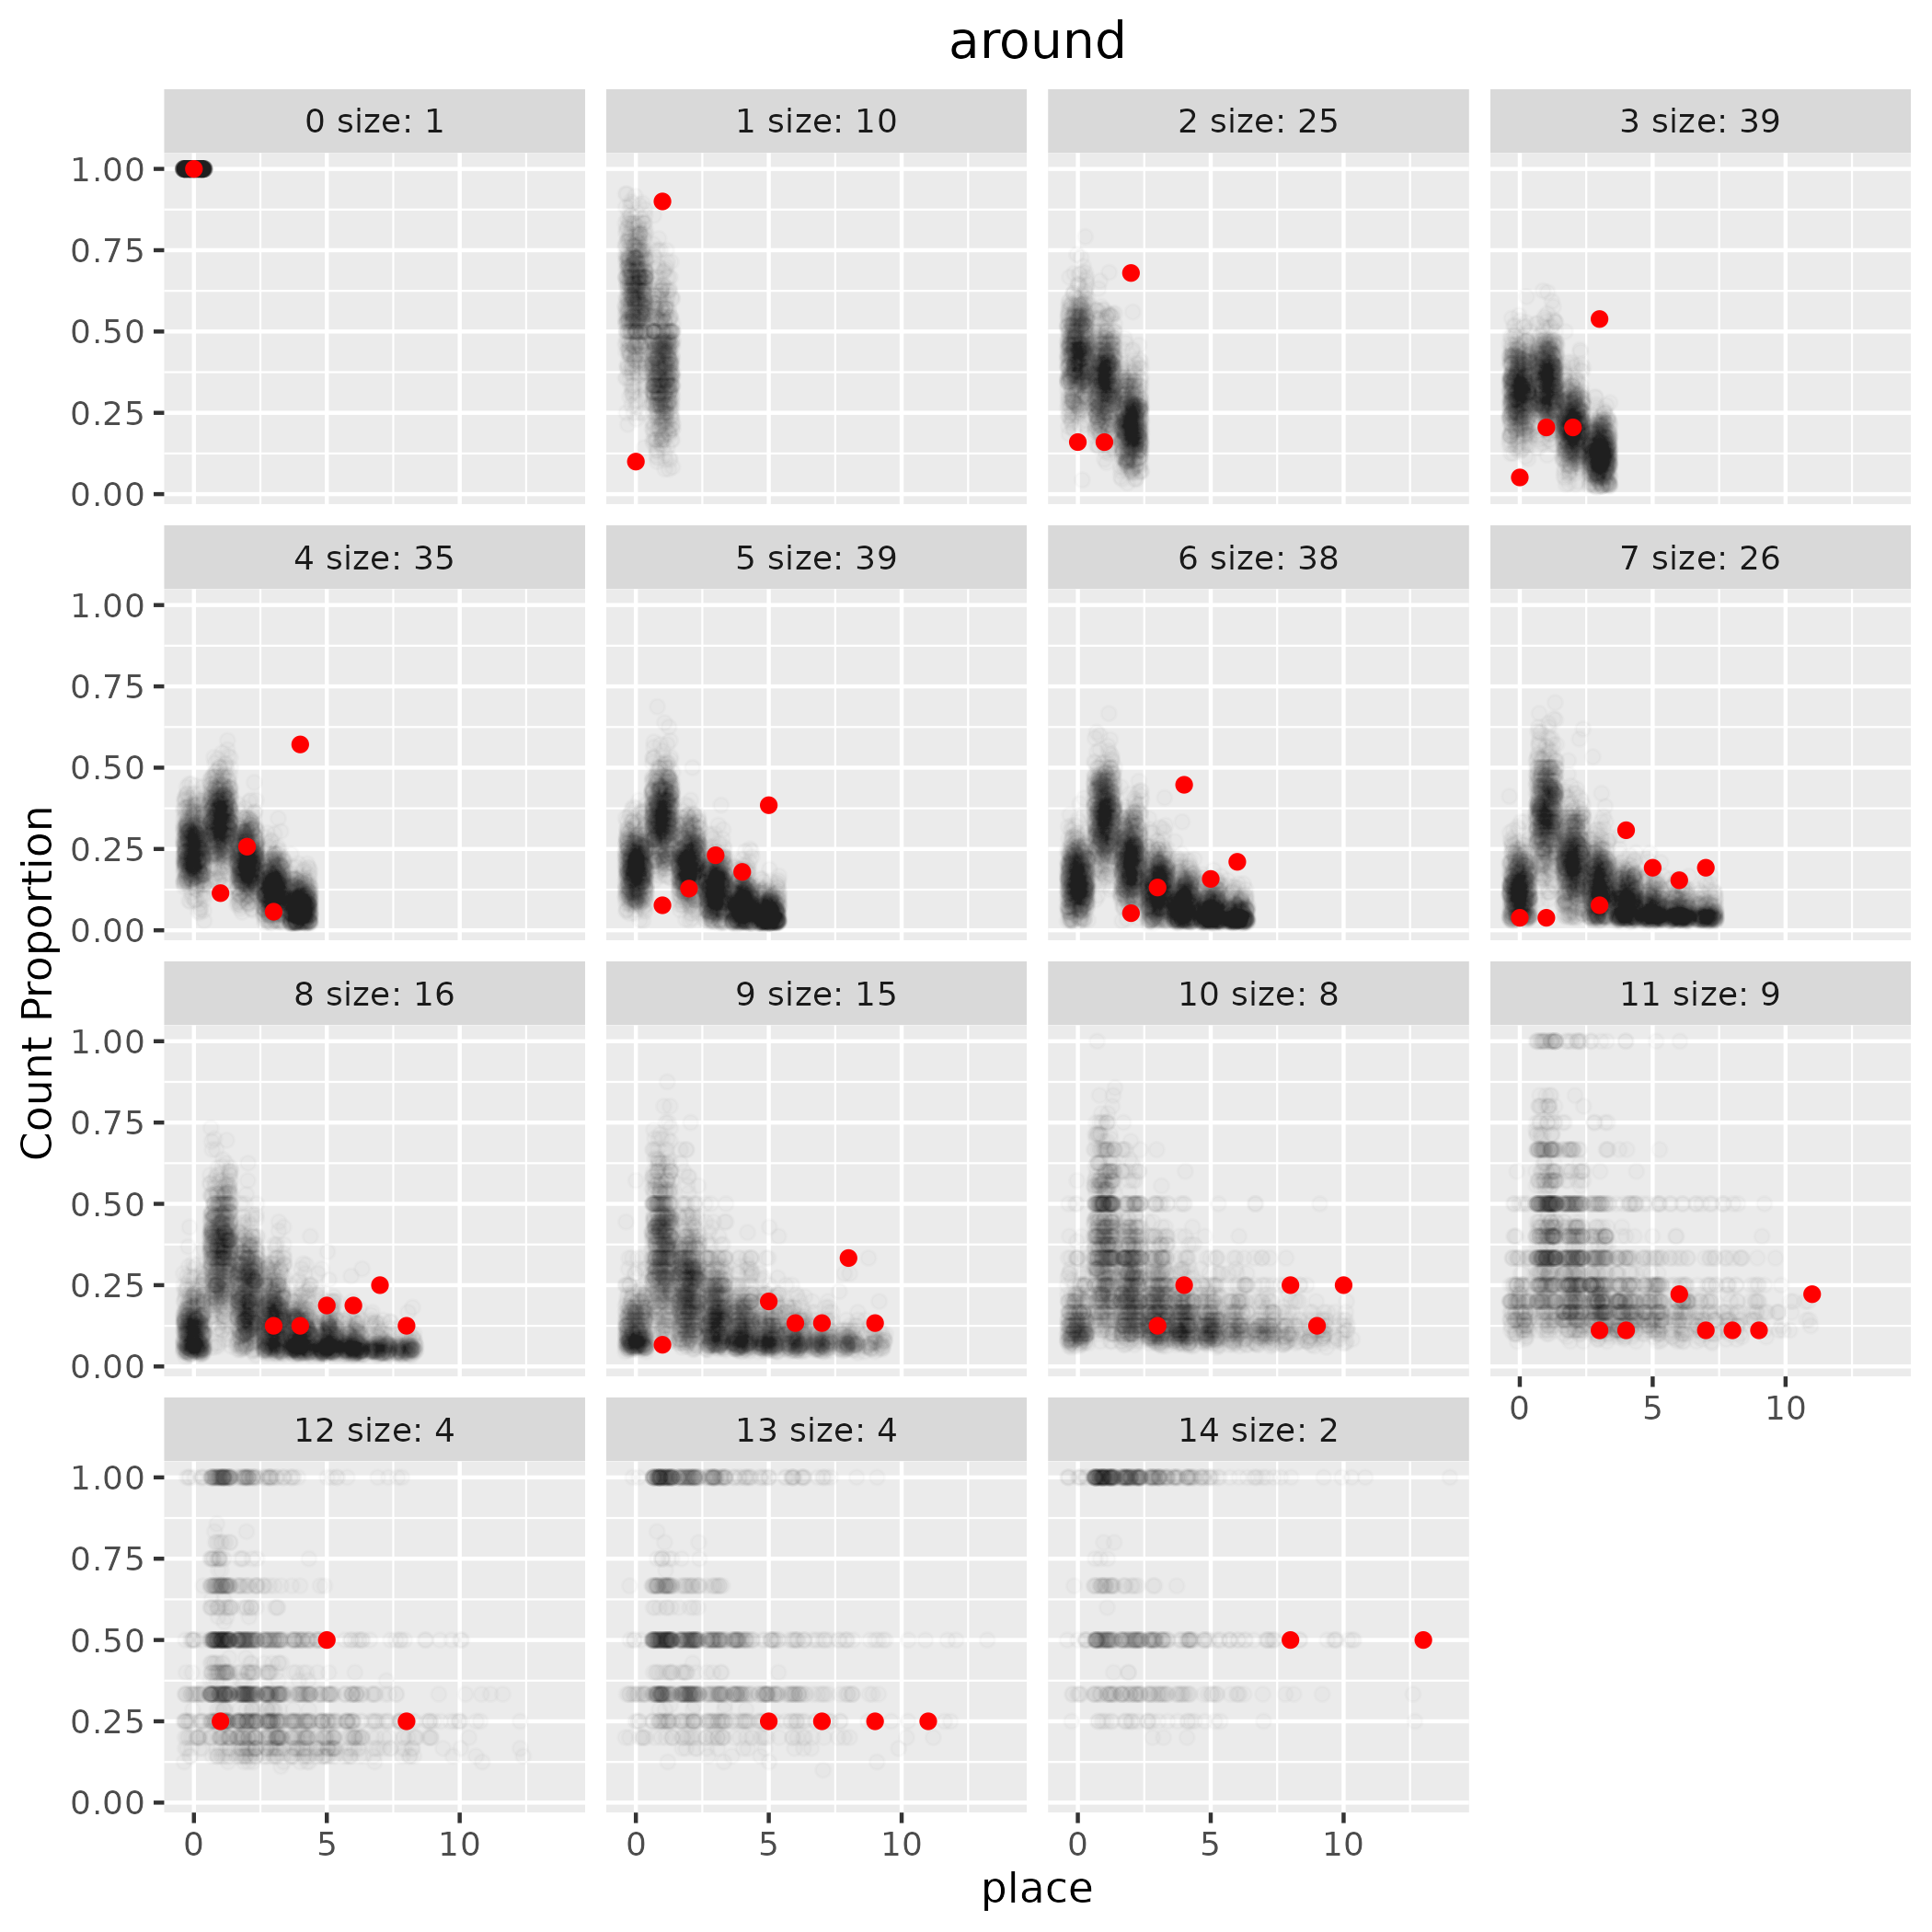 around
0 size: 1
1 size: 10
2 size: 25
3 size: 39
1.00
0.75
0.50
0.25
0.00
4 size: 35
5 size: 39
6 size: 38
7 size: 26
1.00
0.75
0.50
0.25
0.00
Count Proportion
8 size: 16
9 size: 15
10 size: 8
11 size: 9
1.00
0.75
0.50
0.25
0.00
0 5 10
12 size: 4
13 size: 4
14 size: 2
1.00
0.75
0.50
0.25
0.00
0 5 10
0 5 10
0 5 10
place